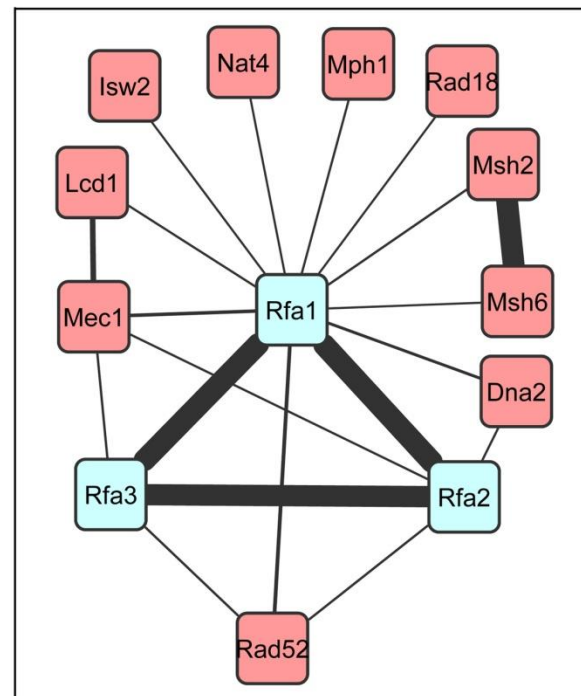 Nat4
Mph1
Isw2
Rad18
Msh2
Lcd1
Rfa1
Msh6
Mec1
Dna2
Rfa3
Rfa2
Rad52